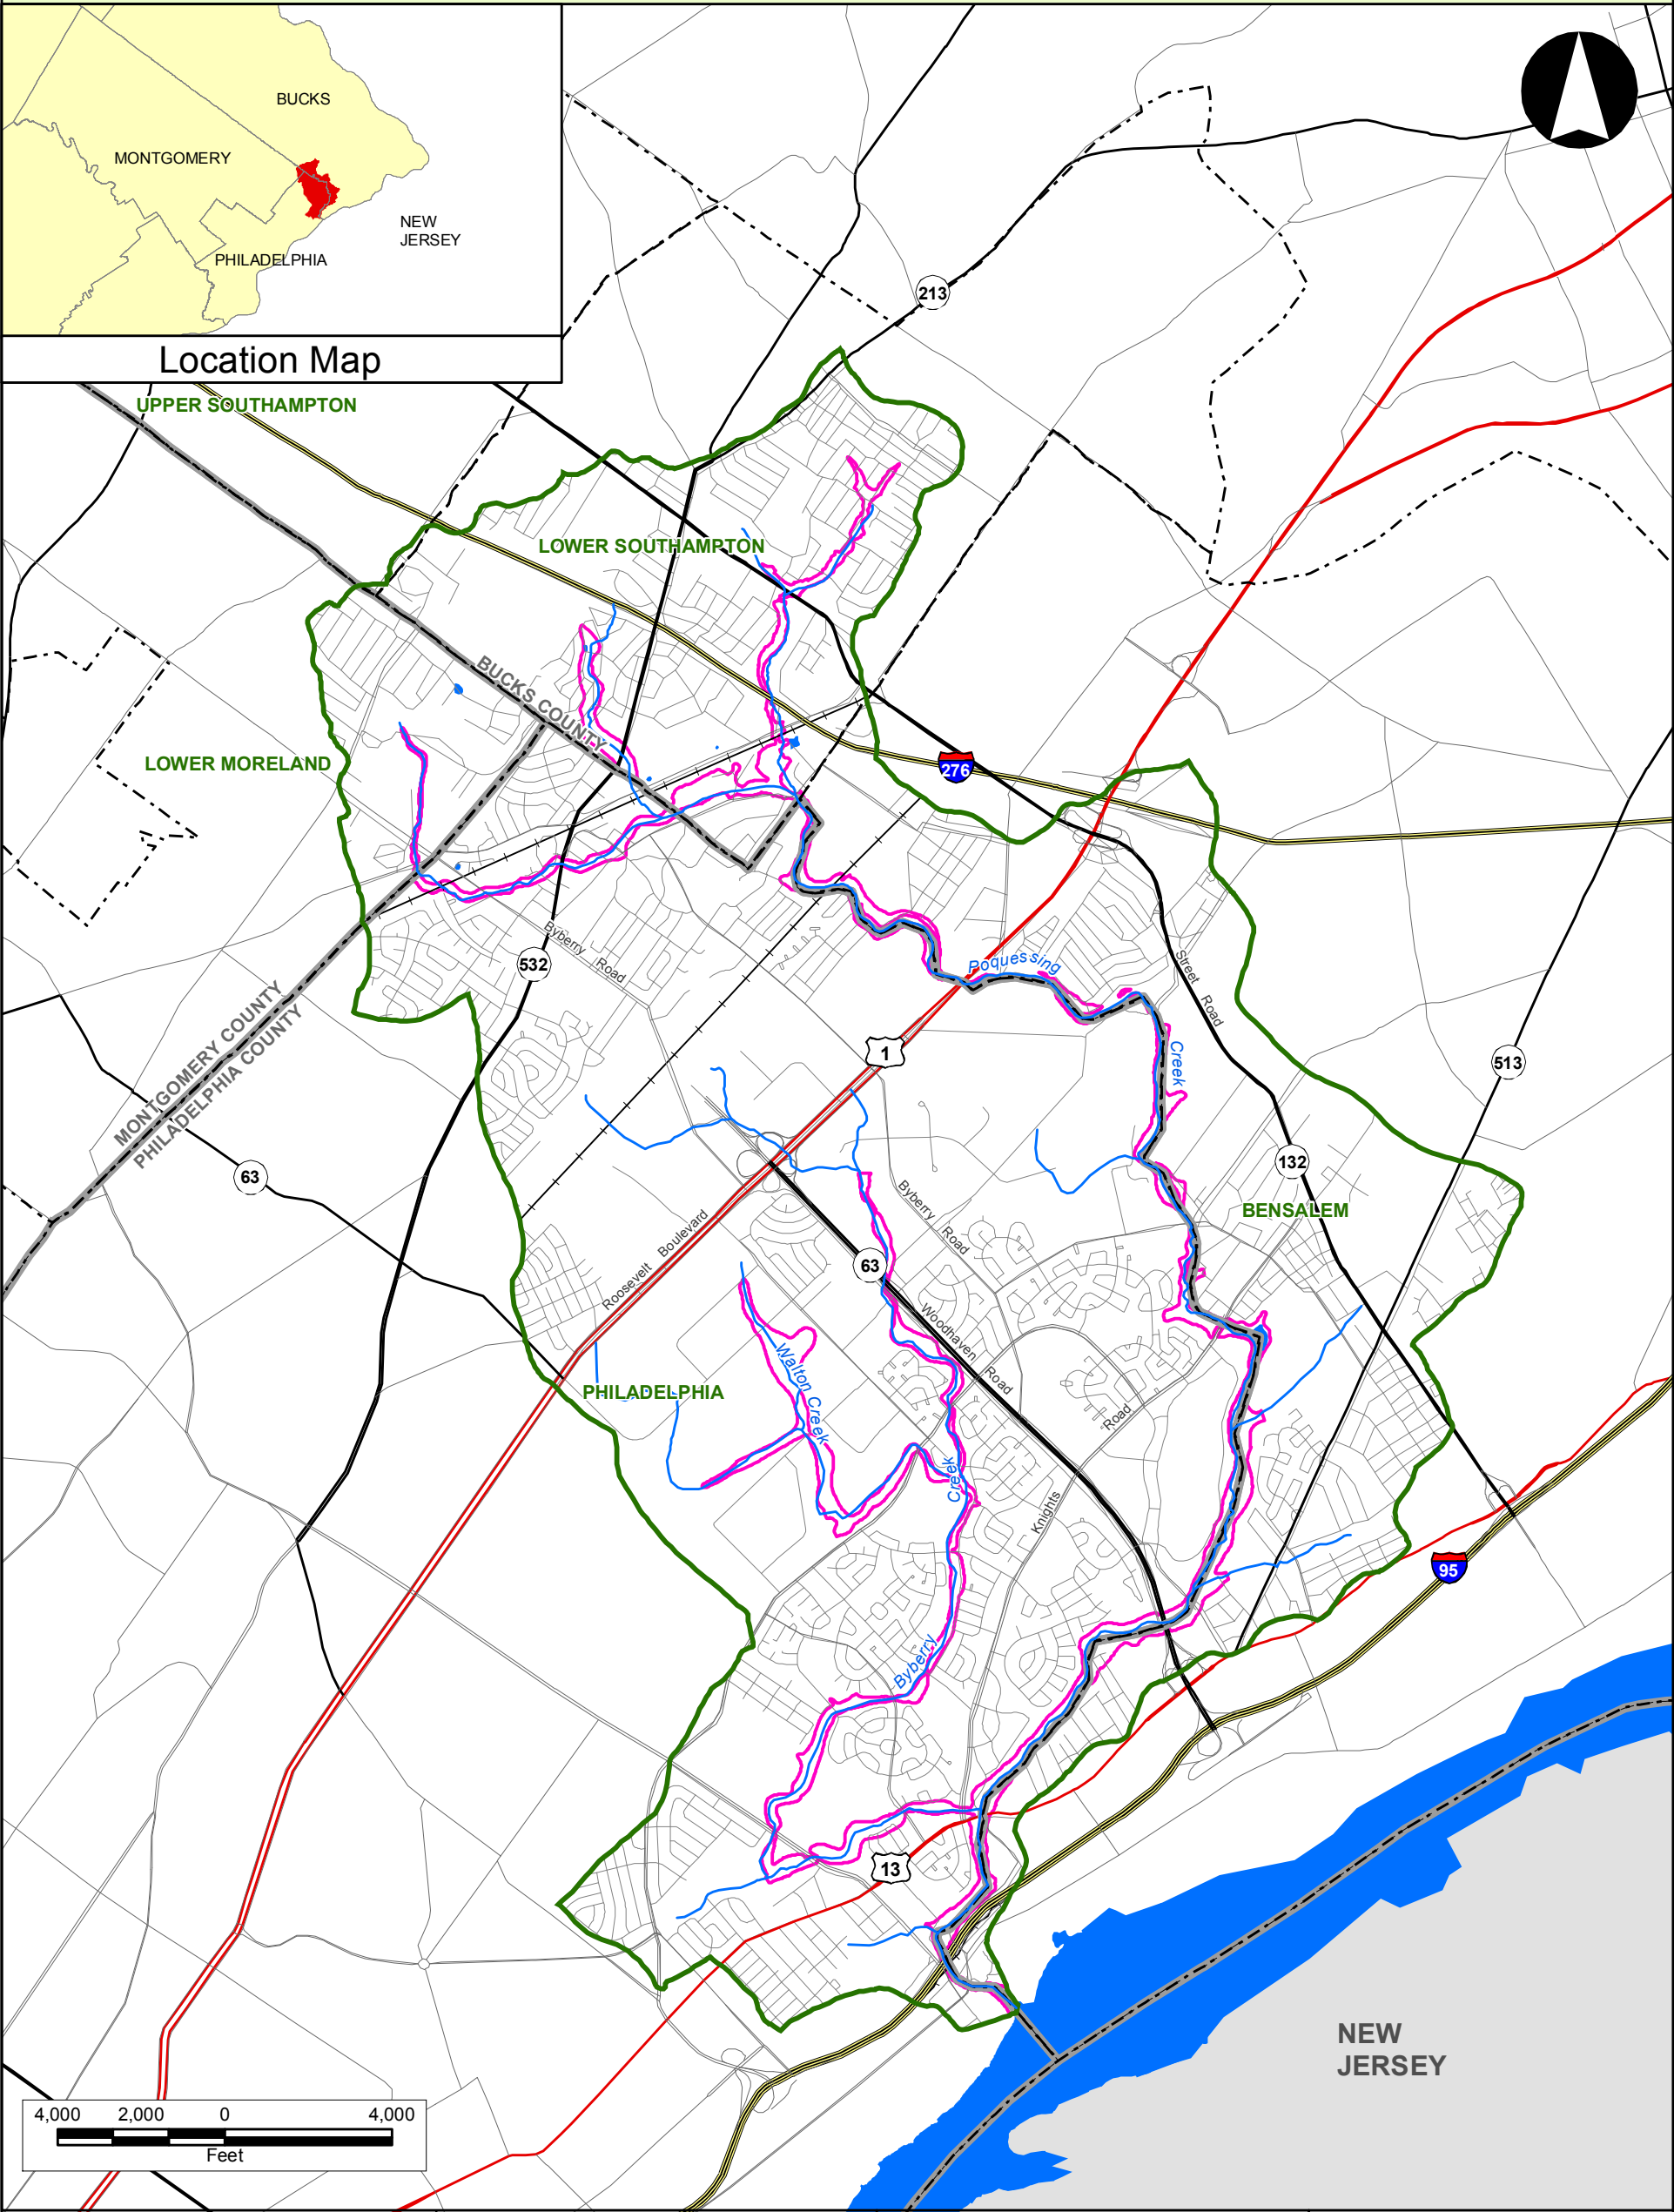 BUCKS
MONTGOMERY
NEW
JERSEY
PHILADELPHIA
Location Map
213
UPPER SOUTHAMPTON
LOWER SOUTHAMPTON
BUCKS COUNTY
LOWER MORELAND
276
Byberry Road
532
Poquessing
Creek
Street Road
MONTGOMERY COUNTY
PHILADELPHIA COUNTY
1
513
63
132
Byberry Road
BENSALEM
Roosevelt Boulevard
63
Woodhaven Road
Walton Creek
PHILADELPHIA
Knights Road
Byberry Creek
95
13
NEW
JERSEY
4,000 2,000 0 4,000
Feet